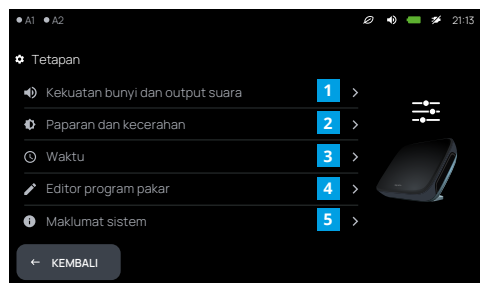 A1 A2 21:13
Tetapan
Kekuatan bunyi dan output suara 1
Paparan dan kecerahan 2
Waktu 3
Editor program pakar 4
Maklumat sistem 5
KEMBALI